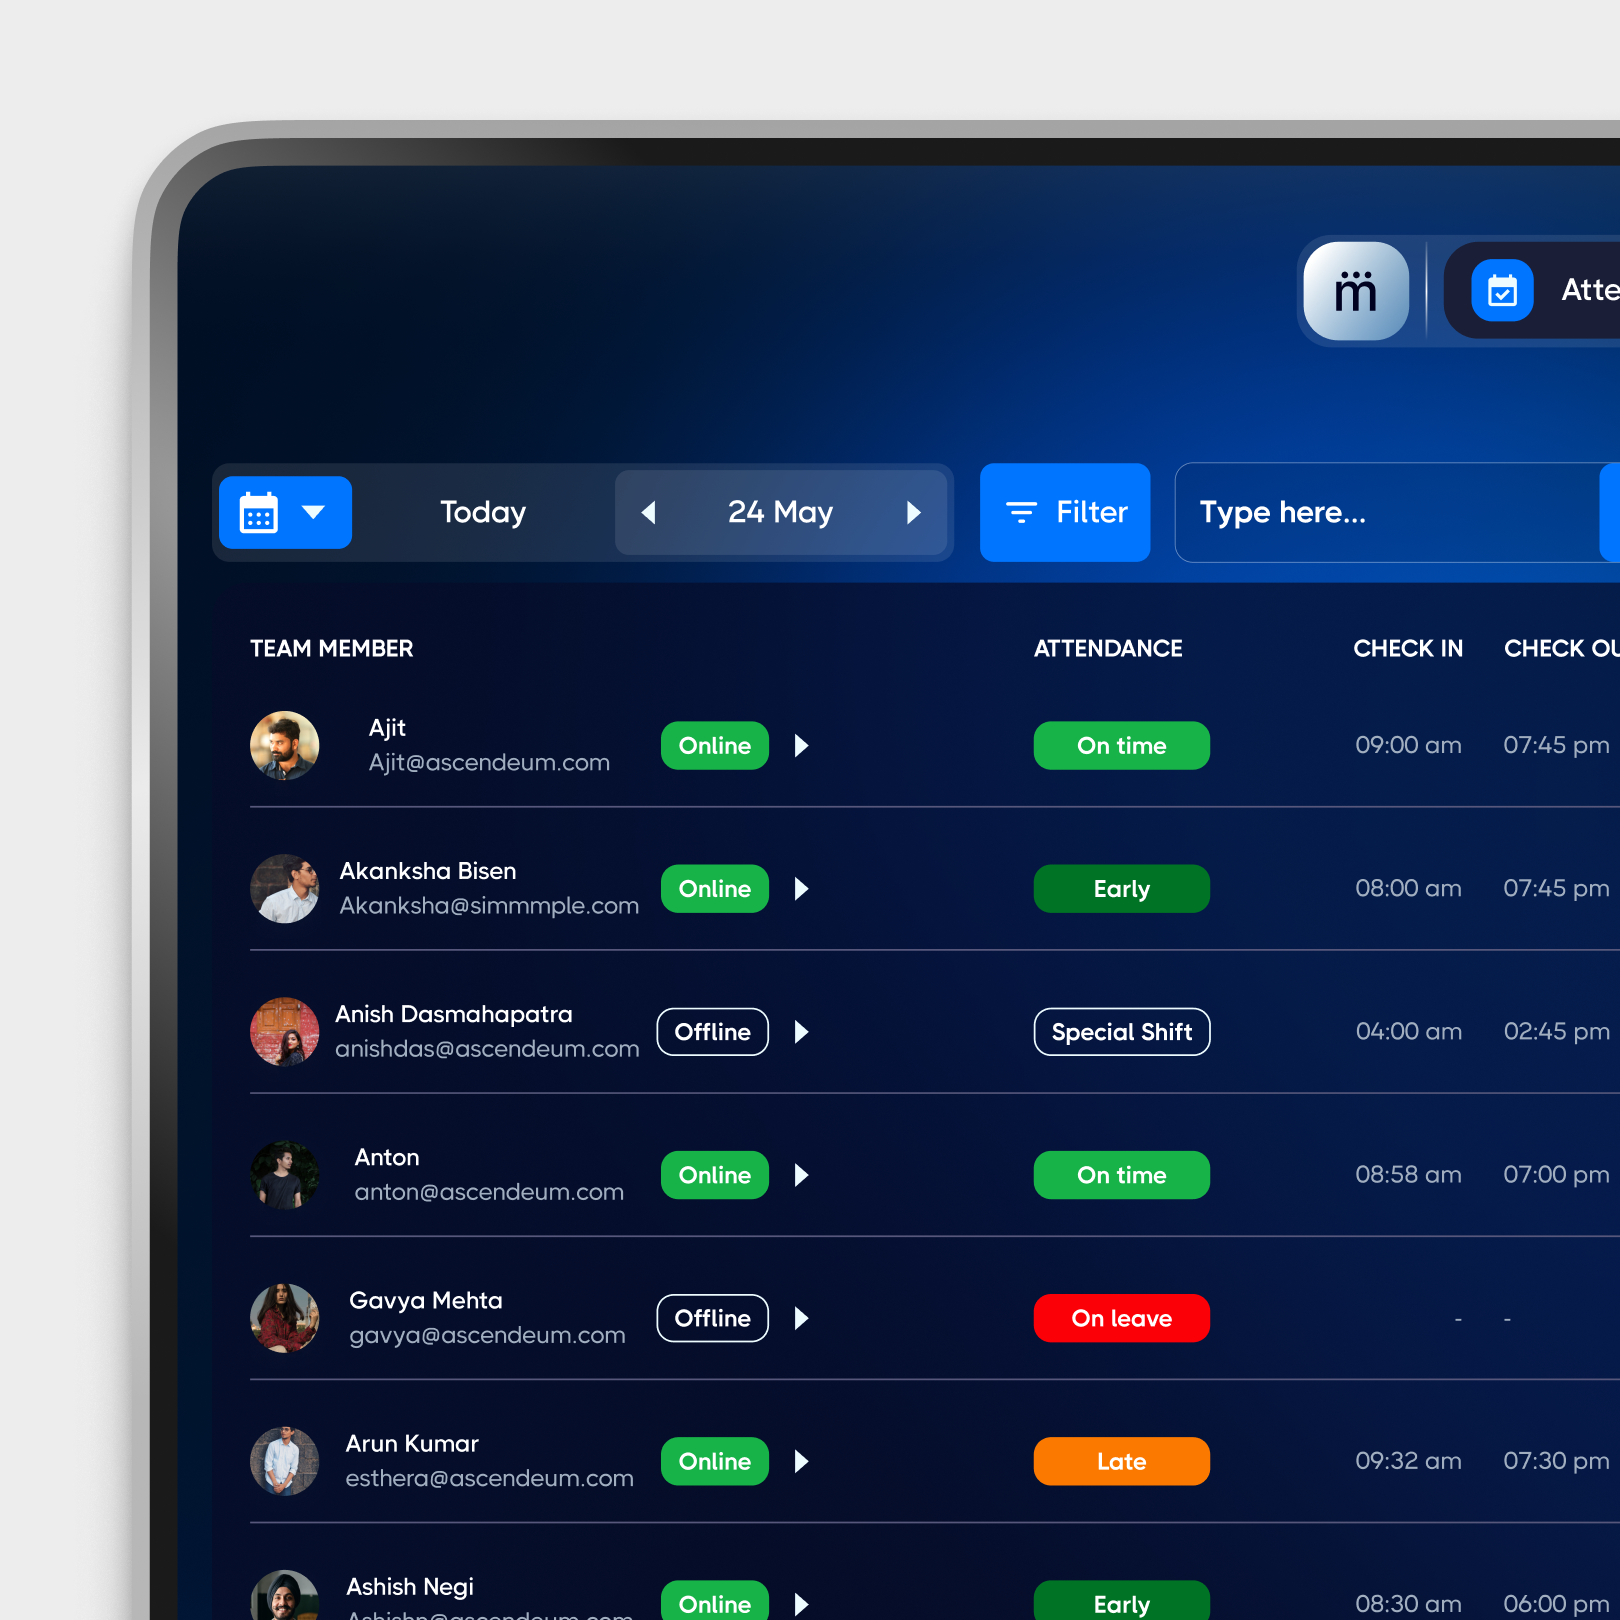 m̈
Atte
Today
24 May
Filter
Type here...
TEAM MEMBER
ATTENDANCE
CHECK IN
CHECK OU
Ajit
Ajit@ascendeum.com
Online
On time
09:00 am
07:45 pm
Akanksha Bisen
Akanksha@simmmple.com
Online
Early
08:00 am
07:45 pm
Anish Dasmahapatra
anishdas@ascendeum.com
Offline
Special Shift
04:00 am
02:45 pm
Anton
anton@ascendeum.com
Online
On time
08:58 am
07:00 pm
Gavya Mehta
gavya@ascendeum.com
Offline
On leave
-
-
Arun Kumar
esthera@ascendeum.com
Online
Late
09:32 am
07:30 pm
Ashish Negi
Ashishn@ascendeum.com
Online
Early
08:30 am
06:00 pm